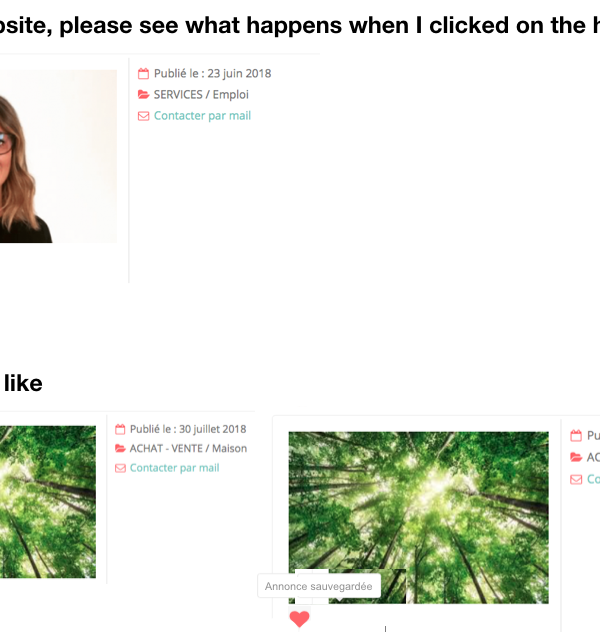 site, please see what happens when I clicked on the
Publié le : 23 juin 2018
SERVICES / Emploi
Contacter par mail
like
Publié le : 30 juillet 2018
ACHAT - VENTE / Maison
Contacter par mail
Pu
AC
Co
Annonce sauvegardée